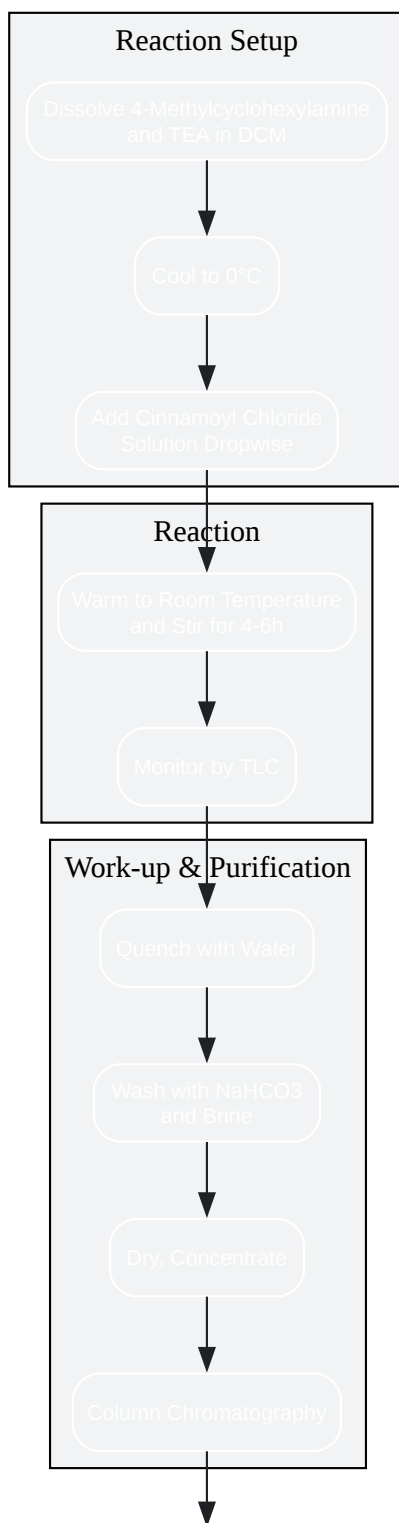 Reaction Setup
Dissolve 4-Methylcyclohexylamine
and TEA in DCM
Cool to 0°C
Add Cinnamoyl Chloride
Solution Dropwise
Reaction
Warm to Room Temperature
and Stir for 4-6h
Monitor by TLC
Work-up & Purification
Quench with Water
Wash with NaHCO3
and Brine
Dry, Concentrate
Column Chromatography